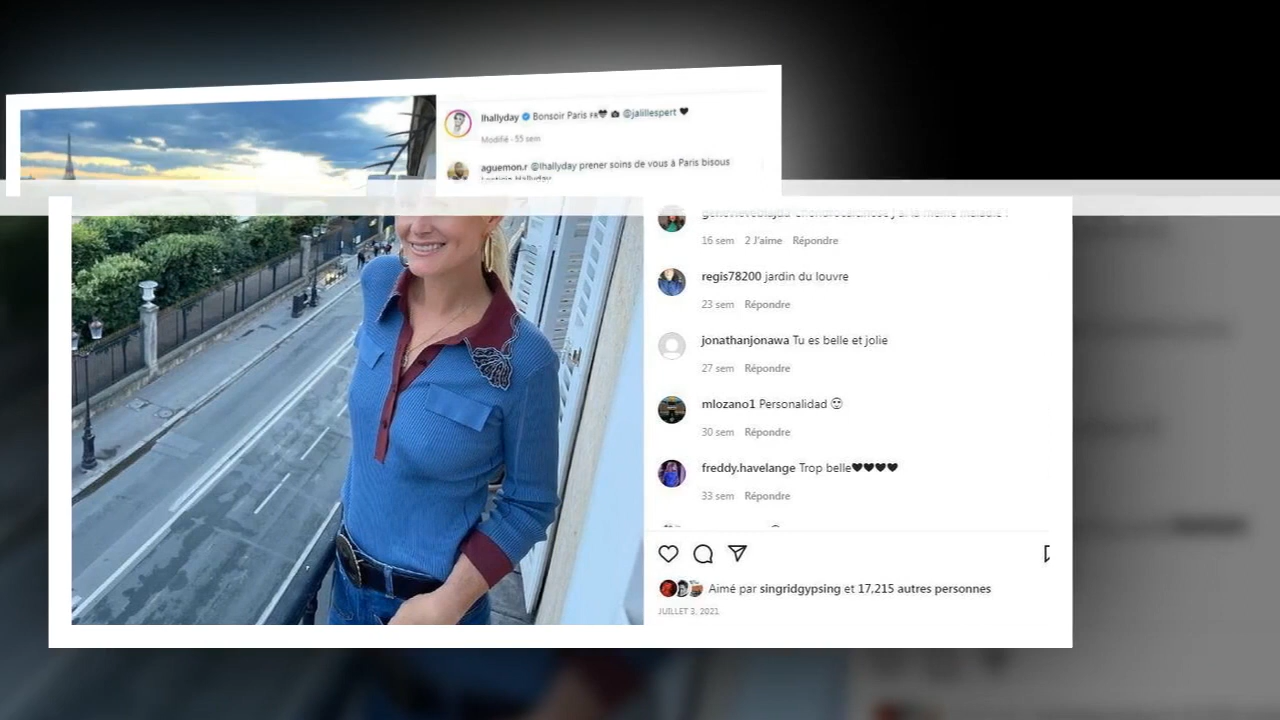 lhallyday Bonsoir Paris FR🖤 📷 @jalillespert 🖤
Modifié · 55 sem
aguemon.r @lhallyday prener soins de vous à Paris bisous
16 sem 2 J'aime Répondre
regis78200 jardin du louvre
23 sem Répondre
jonathanjonawa Tu es belle et jolie
27 sem Répondre
mlozano1 Personalidad 🙂
30 sem Répondre
freddy.havelange Trop belle🖤🖤🖤🖤
33 sem Répondre
Aimé par singridgypsing et 17,215 autres personnes
JUILLET 3, 2021